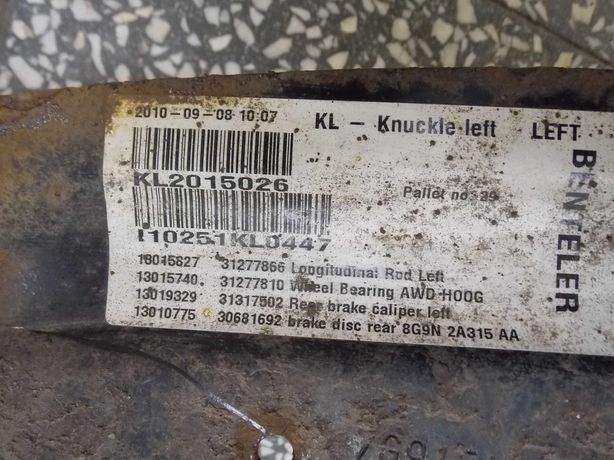 2010-09-08 10:07
KL - Knuckle left LEFT
KL2015026
Pallet no 29
110251KL0447
13015827 31277866 Longitudinal Rod Left
13015740 31277810 Wheel Bearing AWD-HOOG
13019329 31317502 Rear brake caliper left
13010775 30681692 brake disc rear 8G9N 2A315 AA
BENTELER